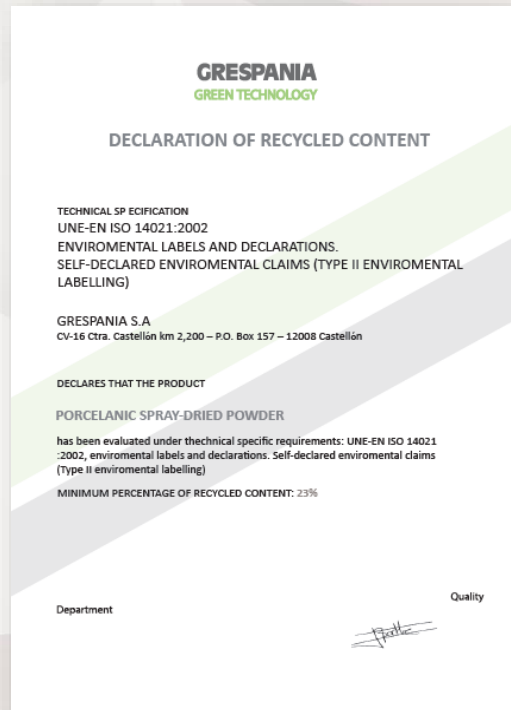 GRESPANIA
GREEN TECHNOLOGY
DECLARATION OF RECYCLED CONTENT
TECHNICAL SP ECIFICATION
UNE-EN ISO 14021:2002
ENVIROMENTAL LABELS AND DECLARATIONS.
SELF-DECLARED ENVIROMENTAL CLAIMS (TYPE II ENVIROMENTAL
LABELLING)
GRESPANIA S.A
CV-16 Ctra. Castellón km 2,200 – P.O. Box 157 – 12008 Castellón
DECLARES THAT THE PRODUCT
PORCELANIC SPRAY-DRIED POWDER
has been evaluated under thechnical specific requirements: UNE-EN ISO 14021
:2002, enviromental labels and declarations. Self-declared enviromental claims
(Type II enviromental labelling)
MINIMUM PERCENTAGE OF RECYCLED CONTENT: 23%
Quality
Department